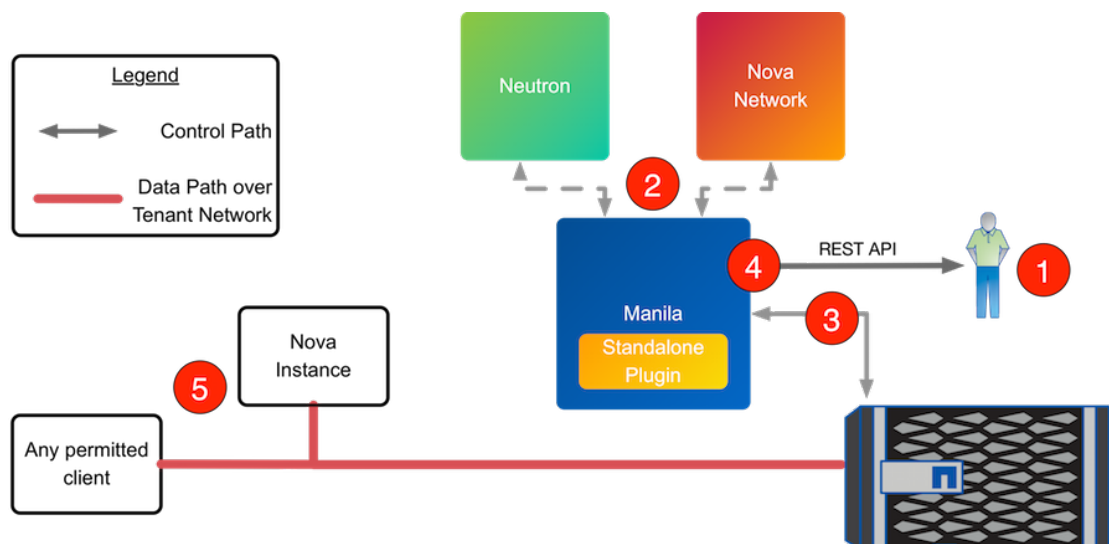 Legend
Control Path
Data Path over
Tenant Network
Neutron
Nova
Network
2
4
REST API
1
3
Manila
Standalone
Plugin
Nova
Instance
5
Any permitted
client